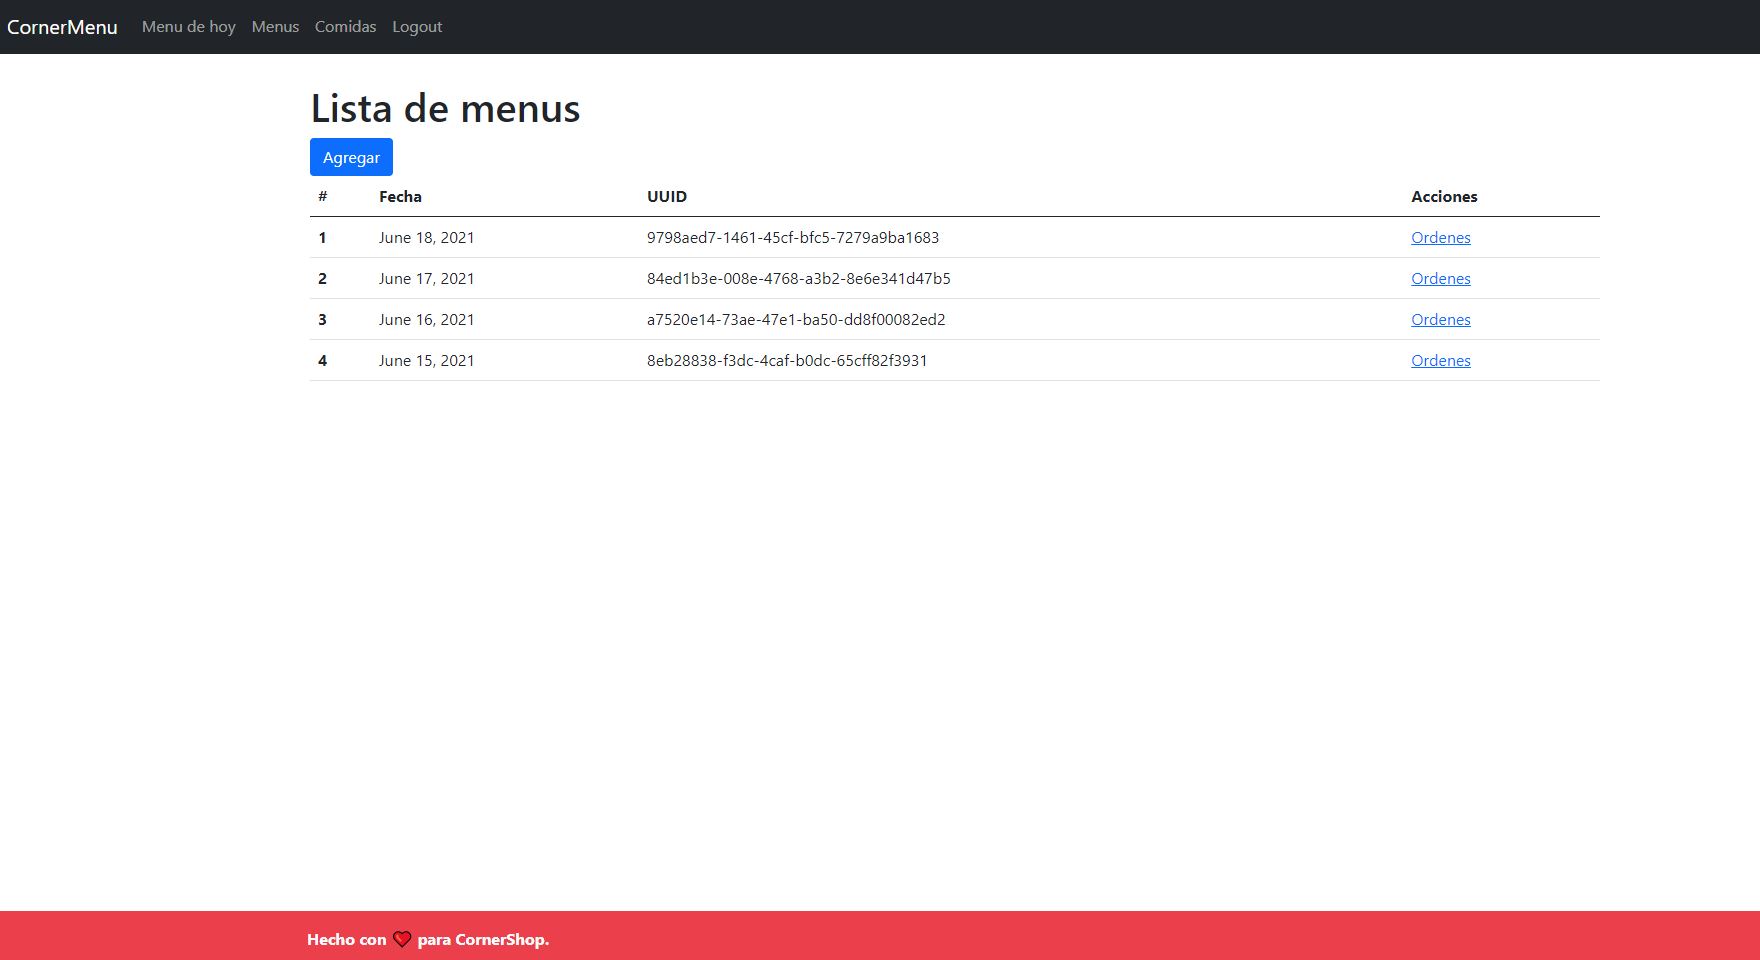 CornerMenu Menu de hoy Menus Comidas Logout
Lista de menus
Agregar
# Fecha UUID Acciones
1 June 18, 2021 9798aed7-1461-45cf-bfc5-7279a9ba1683 Ordenes
2 June 17, 2021 84ed1b3e-008e-4768-a3b2-8e6e341d47b5 Ordenes
3 June 16, 2021 a7520e14-73ae-47e1-ba50-dd8f00082ed2 Ordenes
4 June 15, 2021 8eb28838-f3dc-4caf-b0dc-65cff82f3931 Ordenes
Hecho con ❤️ para CornerShop.